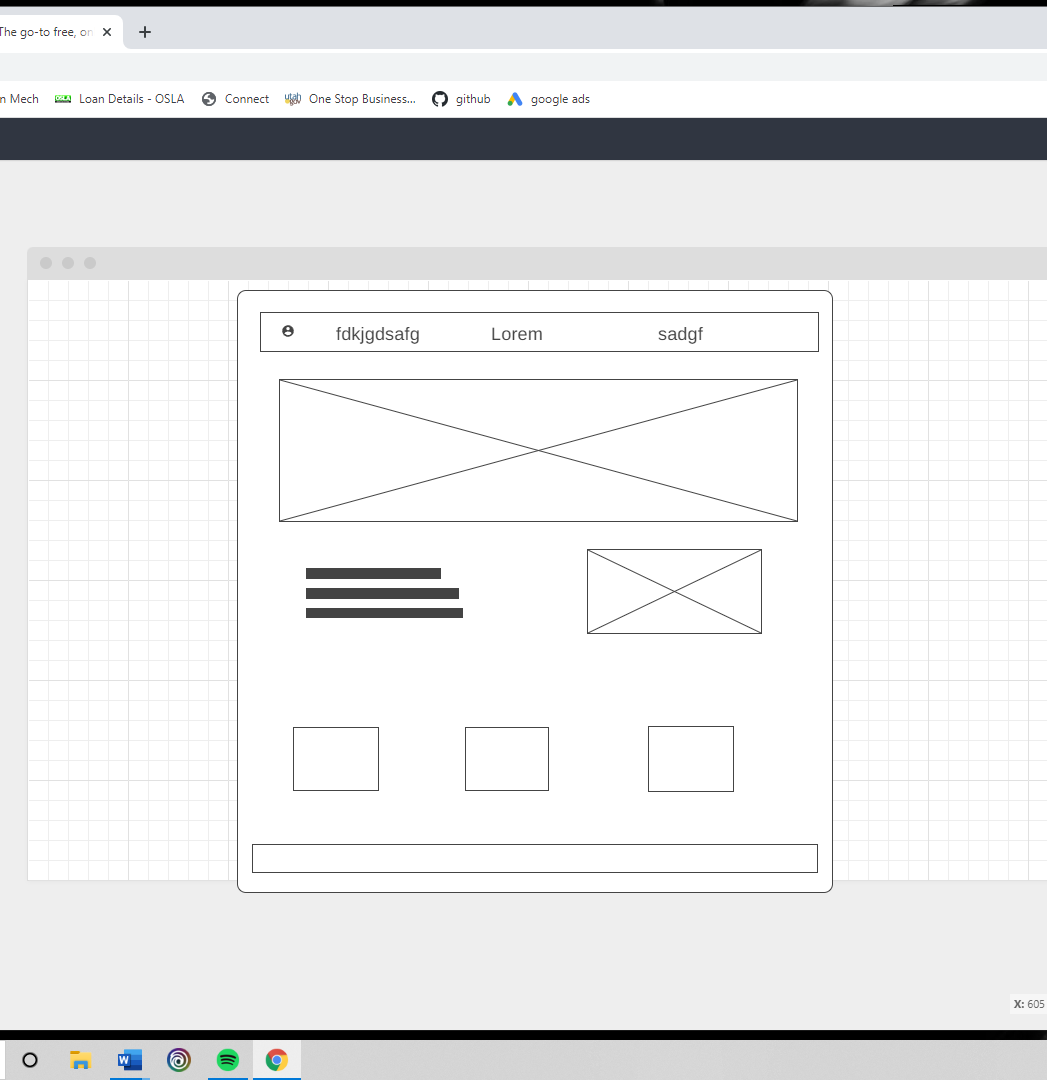 The go-to free, on
n Mech Loan Details - OSLA Connect One Stop Business... github google ads
fdkjgdsafg Lorem sadgf
X: 605